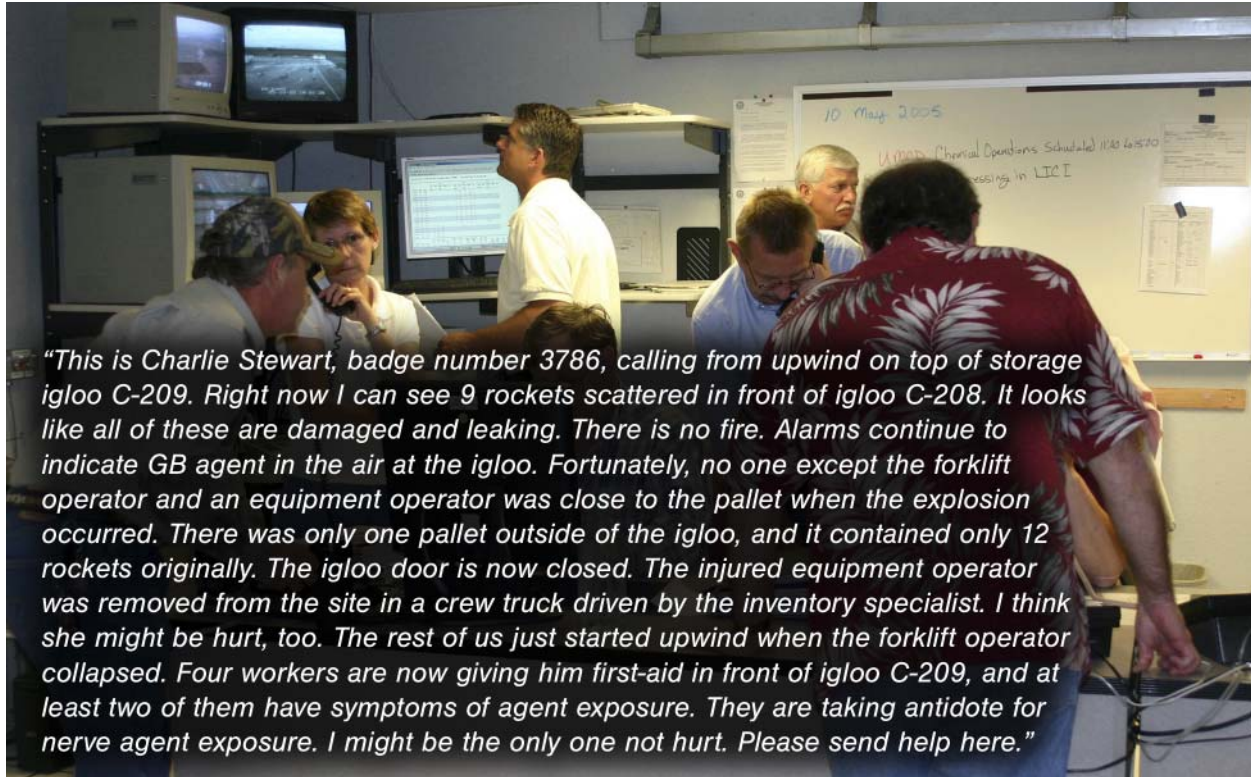 10 May 2005
UMCD Chemical Operations Scheduled
essing in
“This is Charlie Stewart, badge number 3786, calling from upwind on top of storage
igloo C-209. Right now I can see 9 rockets scattered in front of igloo C-208. It looks
like all of these are damaged and leaking. There is no fire. Alarms continue to
indicate GB agent in the air at the igloo. Fortunately, no one except the forklift
operator and an equipment operator was close to the pallet when the explosion
occurred. There was only one pallet outside of the igloo, and it contained only 12
rockets originally. The igloo door is now closed. The injured equipment operator
was removed from the site in a crew truck driven by the inventory specialist. I think
she might be hurt, too. The rest of us just started upwind when the forklift operator
collapsed. Four workers are now giving him first-aid in front of igloo C-209, and at
least two of them have symptoms of agent exposure. They are taking antidote for
nerve agent exposure. I might be the only one not hurt. Please send help here.”